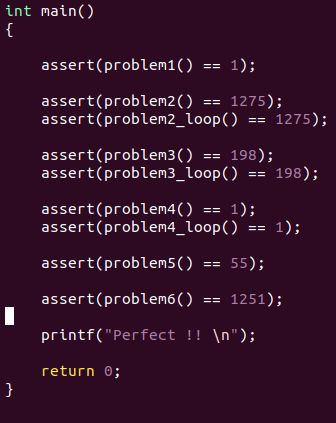 int main()
{
assert(problem1() == 1);
assert(problem2() == 1275);
assert(problem2_loop() == 1275);
assert(problem3() == 198);
assert(problem3_loop() == 198);
assert(problem4() == 1);
assert(problem4_loop() == 1);
assert(problem5() == 55);
assert(problem6() == 1251);
printf("Perfect !! \n");
return 0;
}